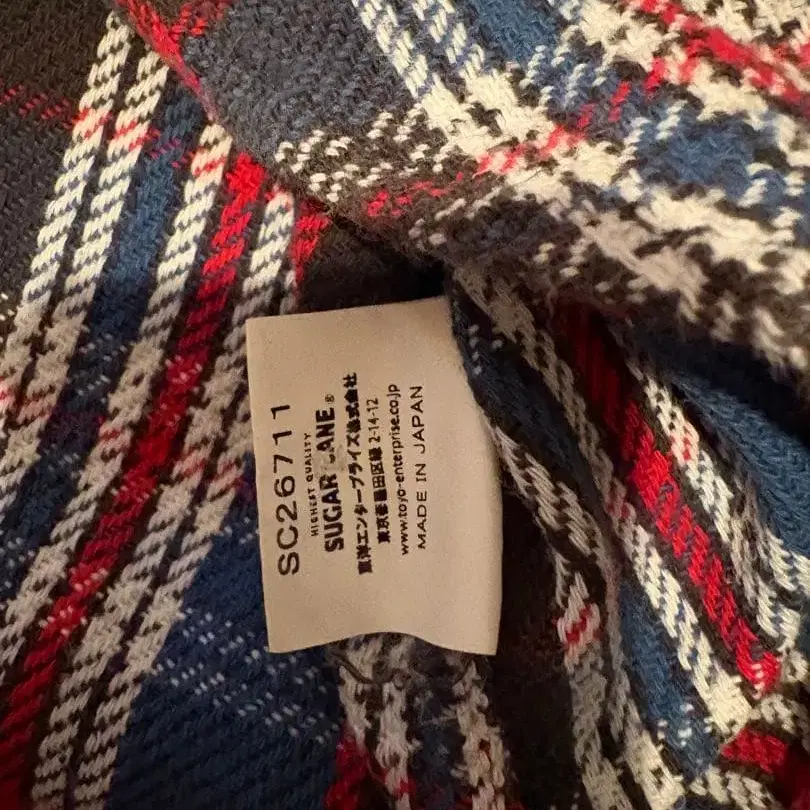 SC26711
HIGHEST QUALITY
SUGAR CANE®
東洋エンタープライズ株式会社
東京都墨田区緑 2-14-12
www.toyo-enterprise.co.jp
MADE IN JAPAN